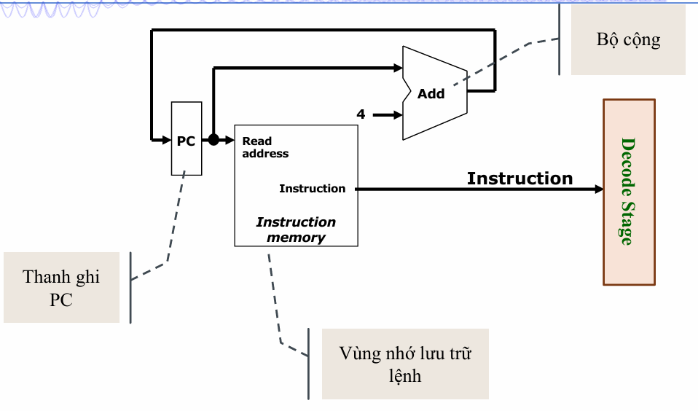 Bộ cộng
Add
4
PC
Read
address
Instruction
Instruction
memory
Instruction
Decode Stage
Thanh ghi
PC
Vùng nhớ lưu trữ
lệnh